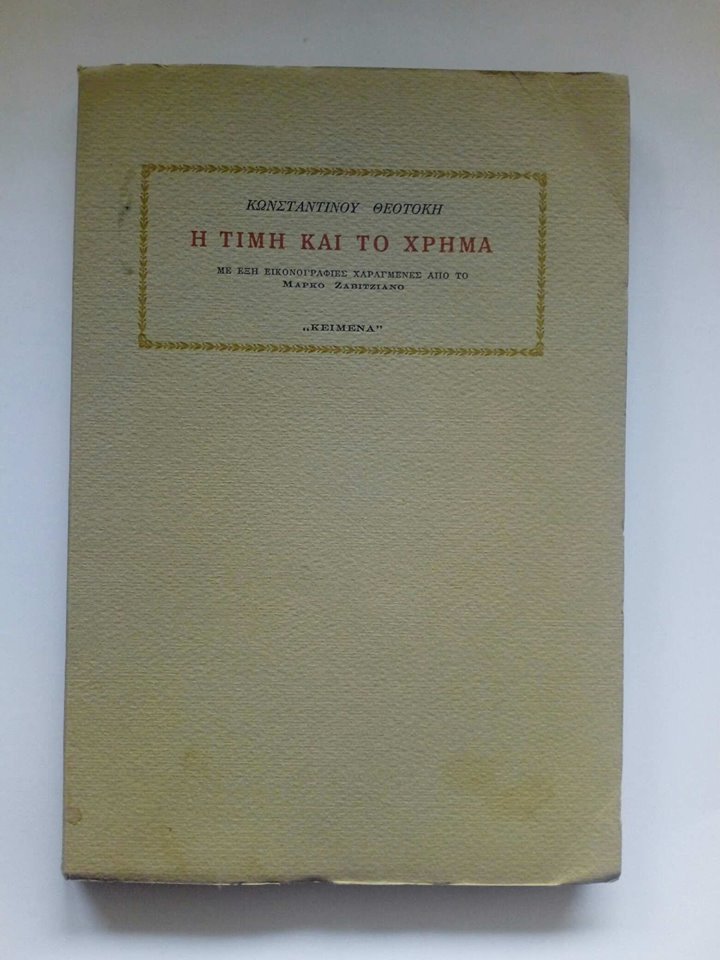 ΚΩΝΣΤΑΝΤΙΝΟΥ ΘΕΟΤΟΚΗ
Η ΤΙΜΗ ΚΑΙ ΤΟ ΧΡΗΜΑ
ΜΕ ΕΞΗ ΕΙΚΟΝΟΓΡΑΦΙΕΣ ΧΑΡΑΓΜΕΝΕΣ ΑΠΟ ΤΟ
ΜΑΡΚΟ ΖΑΒΙΤΖΙΑΝΟ
„ΚΕΙΜΕΝΑ”